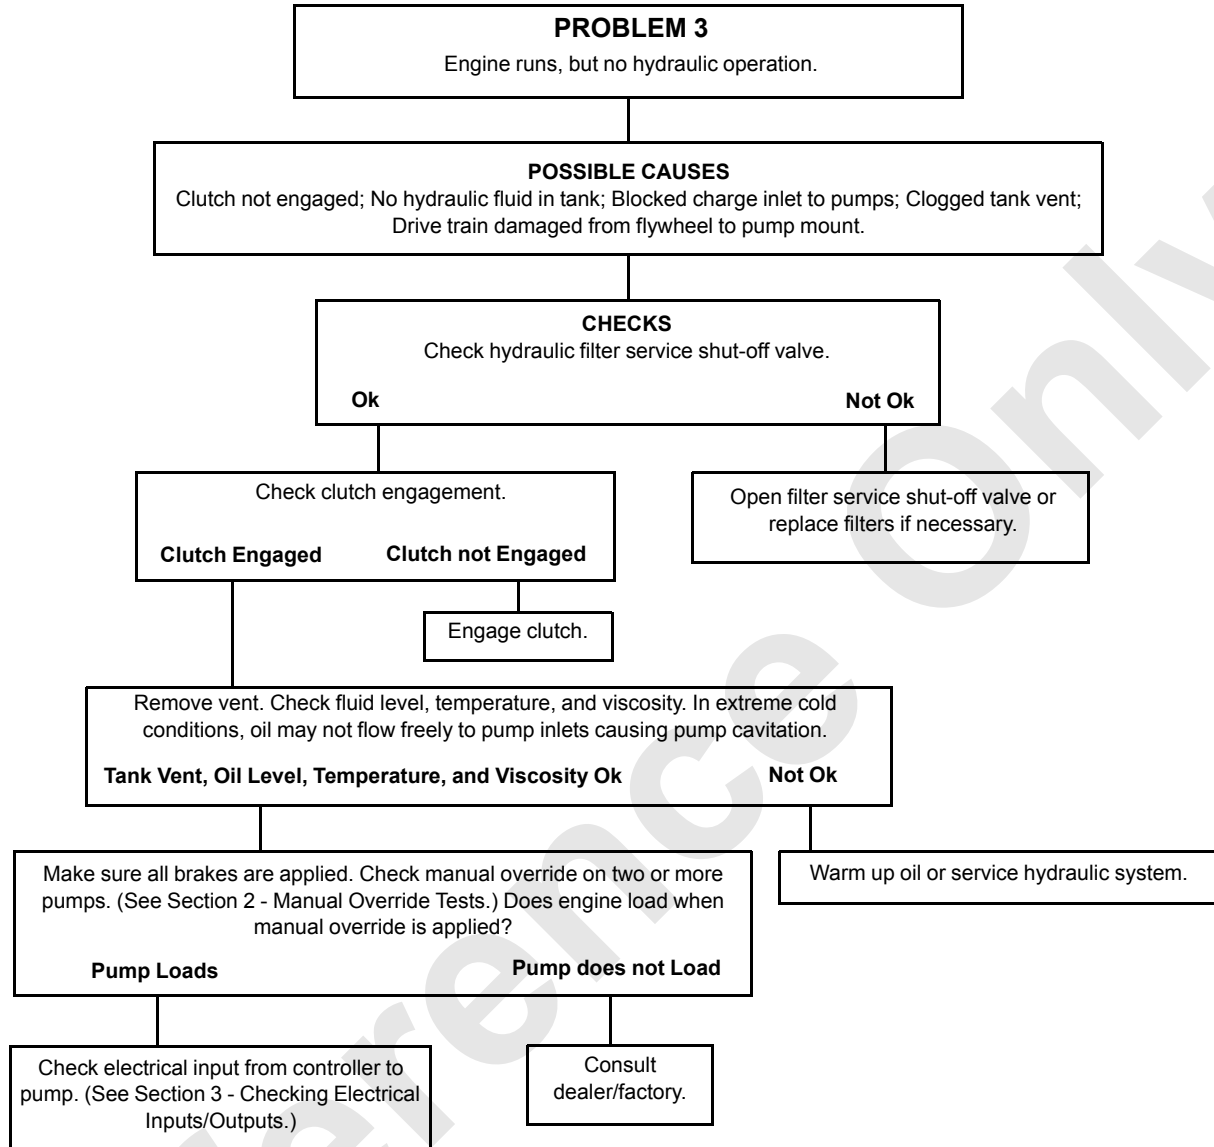 PROBLEM 3
Engine runs, but no hydraulic operation.
POSSIBLE CAUSES
Clutch not engaged; No hydraulic fluid in tank; Blocked charge inlet to pumps; Clogged tank vent;
Drive train damaged from flywheel to pump mount.
CHECKS
Check hydraulic filter service shut-off valve.
Ok
Not Ok
Check clutch engagement.
Clutch Engaged
Clutch not Engaged
Open filter service shut-off valve or
replace filters if necessary.
Engage clutch.
Remove vent. Check fluid level, temperature, and viscosity. In extreme cold
conditions, oil may not flow freely to pump inlets causing pump cavitation.
Tank Vent, Oil Level, Temperature, and Viscosity Ok
Not Ok
Make sure all brakes are applied. Check manual override on two or more
pumps. (See Section 2 - Manual Override Tests.) Does engine load when
manual override is applied?
Pump Loads
Pump does not Load
Warm up oil or service hydraulic system.
Check electrical input from controller to
pump. (See Section 3 - Checking Electrical
Inputs/Outputs.)
Consult
dealer/factory.
erence Only